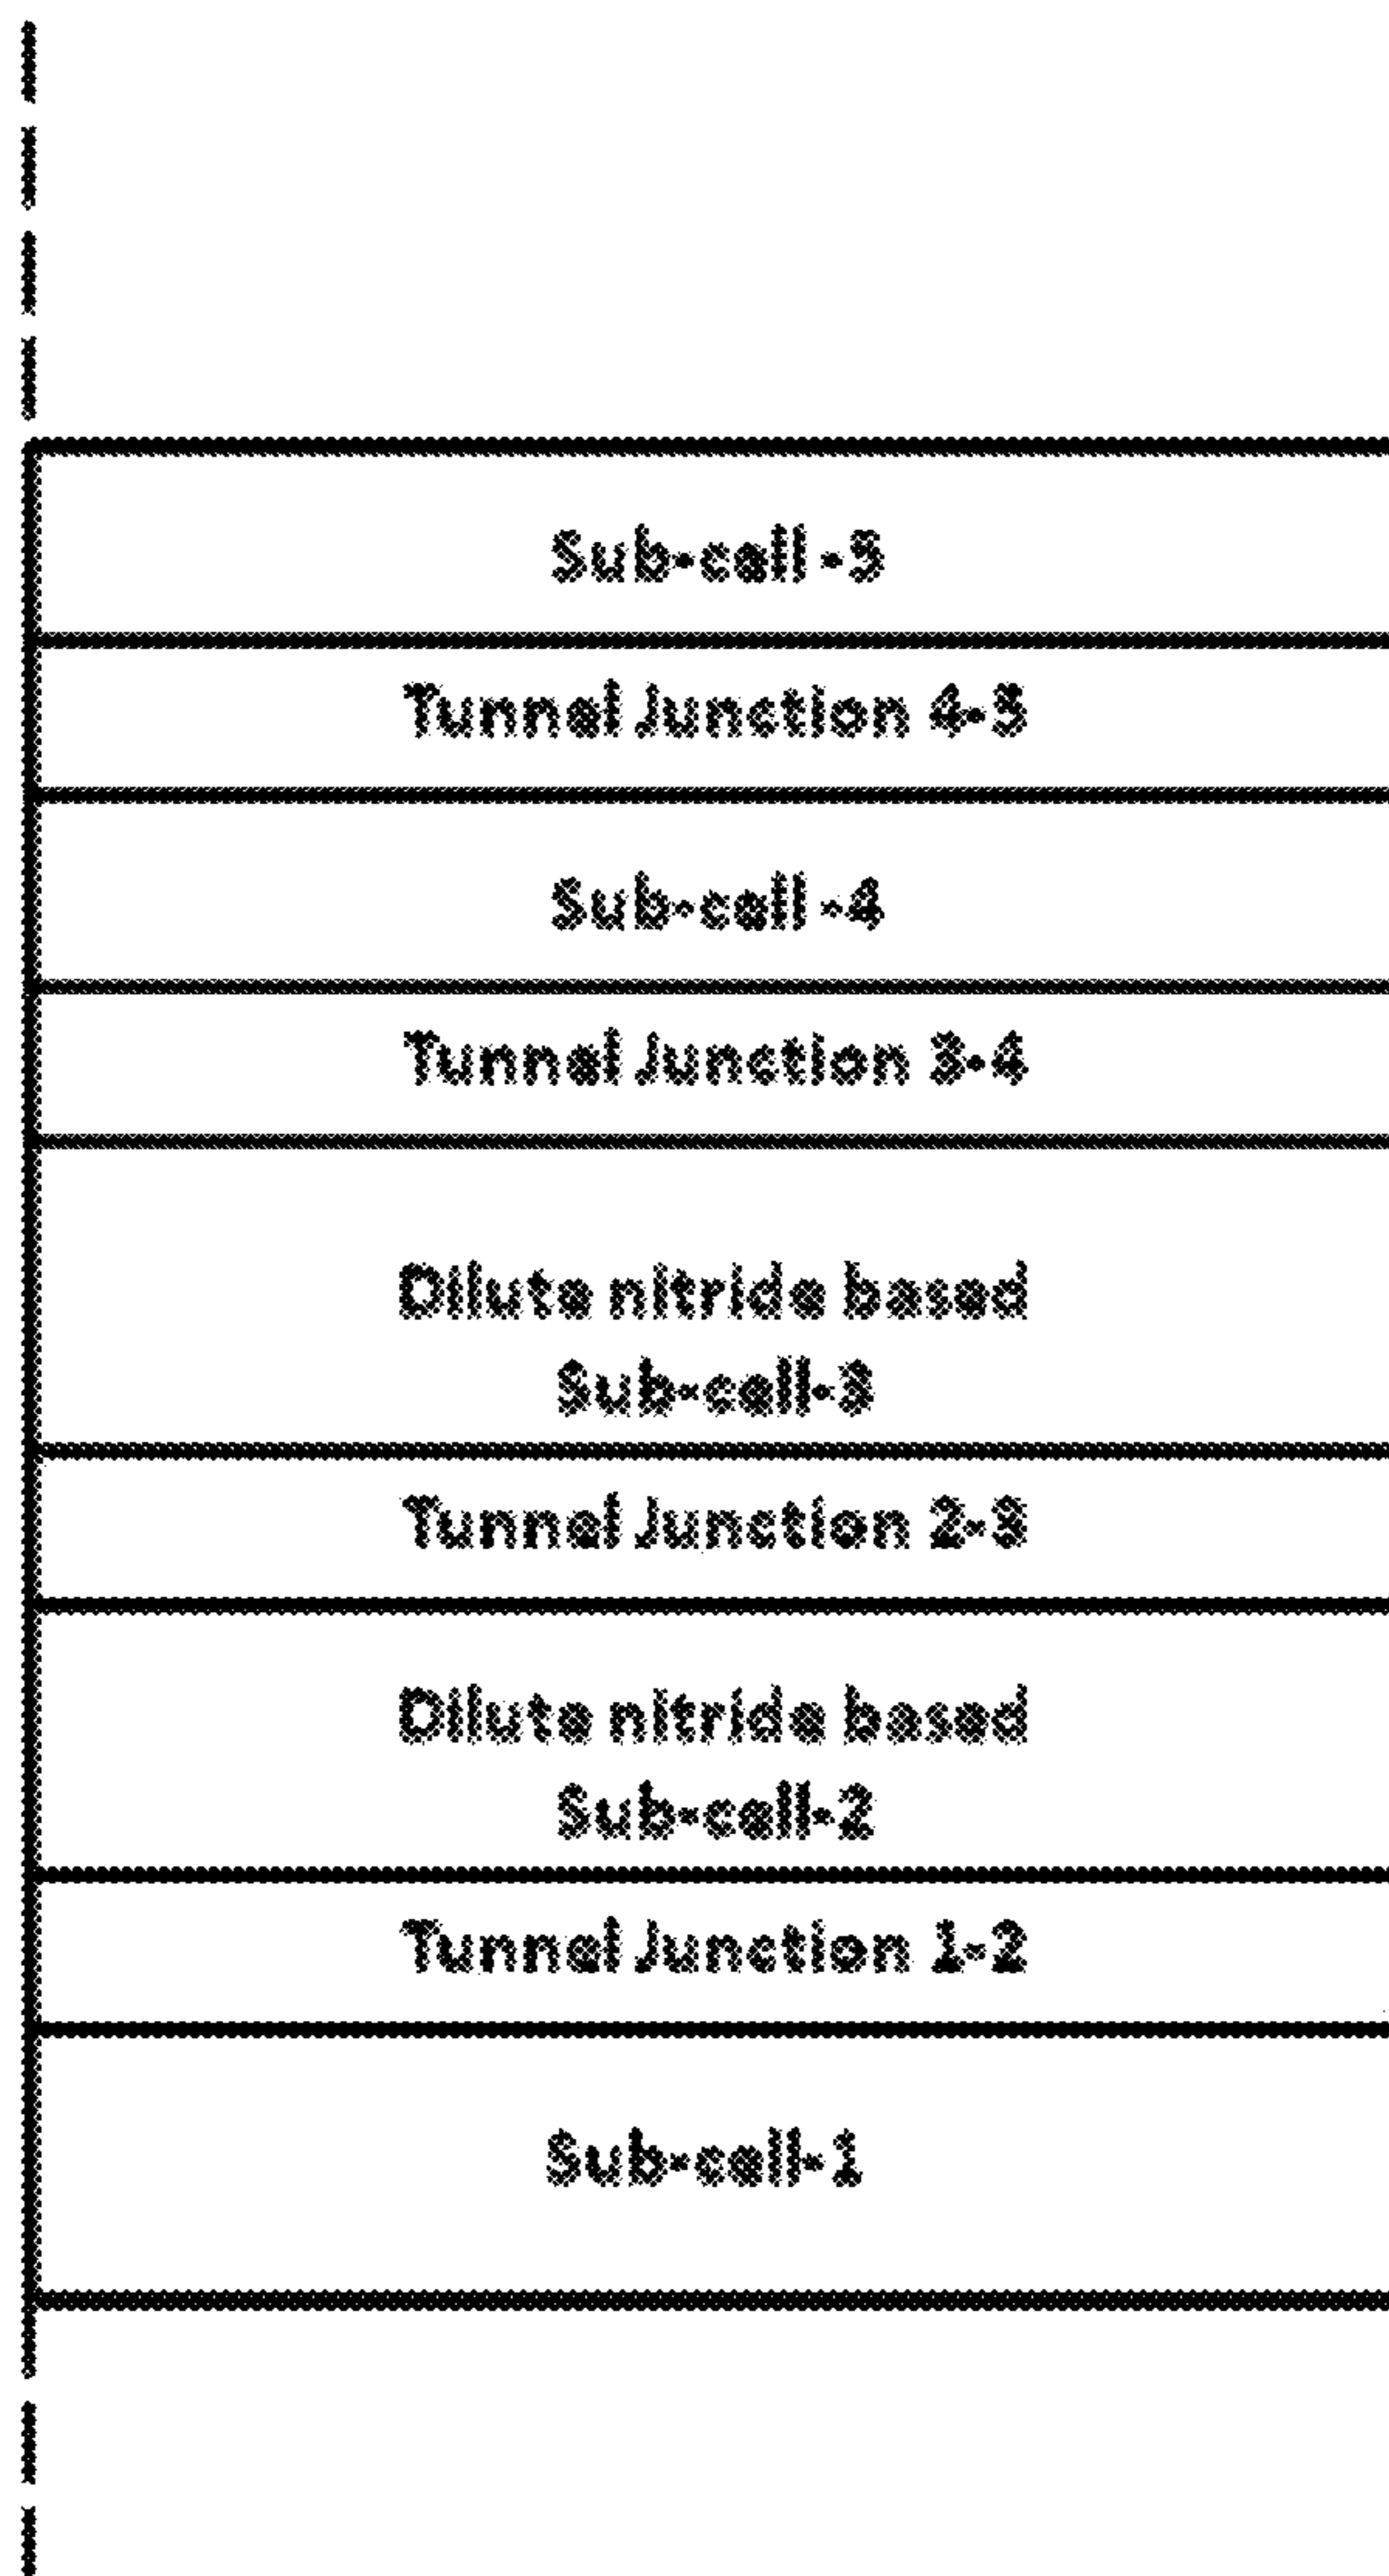 Sub-cell -5
Tunnel Junction 4-5
Sub-cell -4
Tunnel Junction 3-4
Dilute nitride based
Sub-cell-3
Tunnel Junction 2-3
Dilute nitride based
Sub-cell-2
Tunnel Junction 1-2
Sub-cell-1